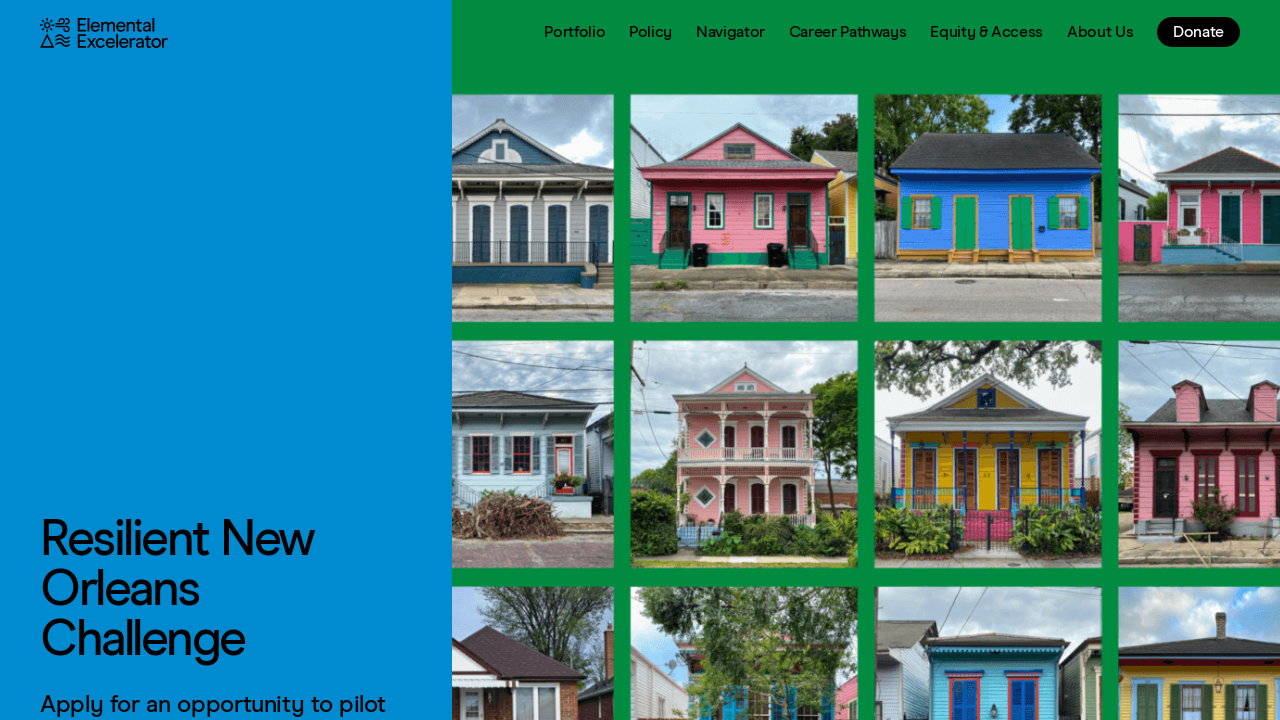 Elemental
Excelerator
Portfolio
Policy
Navigator
Career Pathways
Equity & Access
About Us
Donate
Resilient New
Orleans
Challenge
Apply for an opportunity to pilot